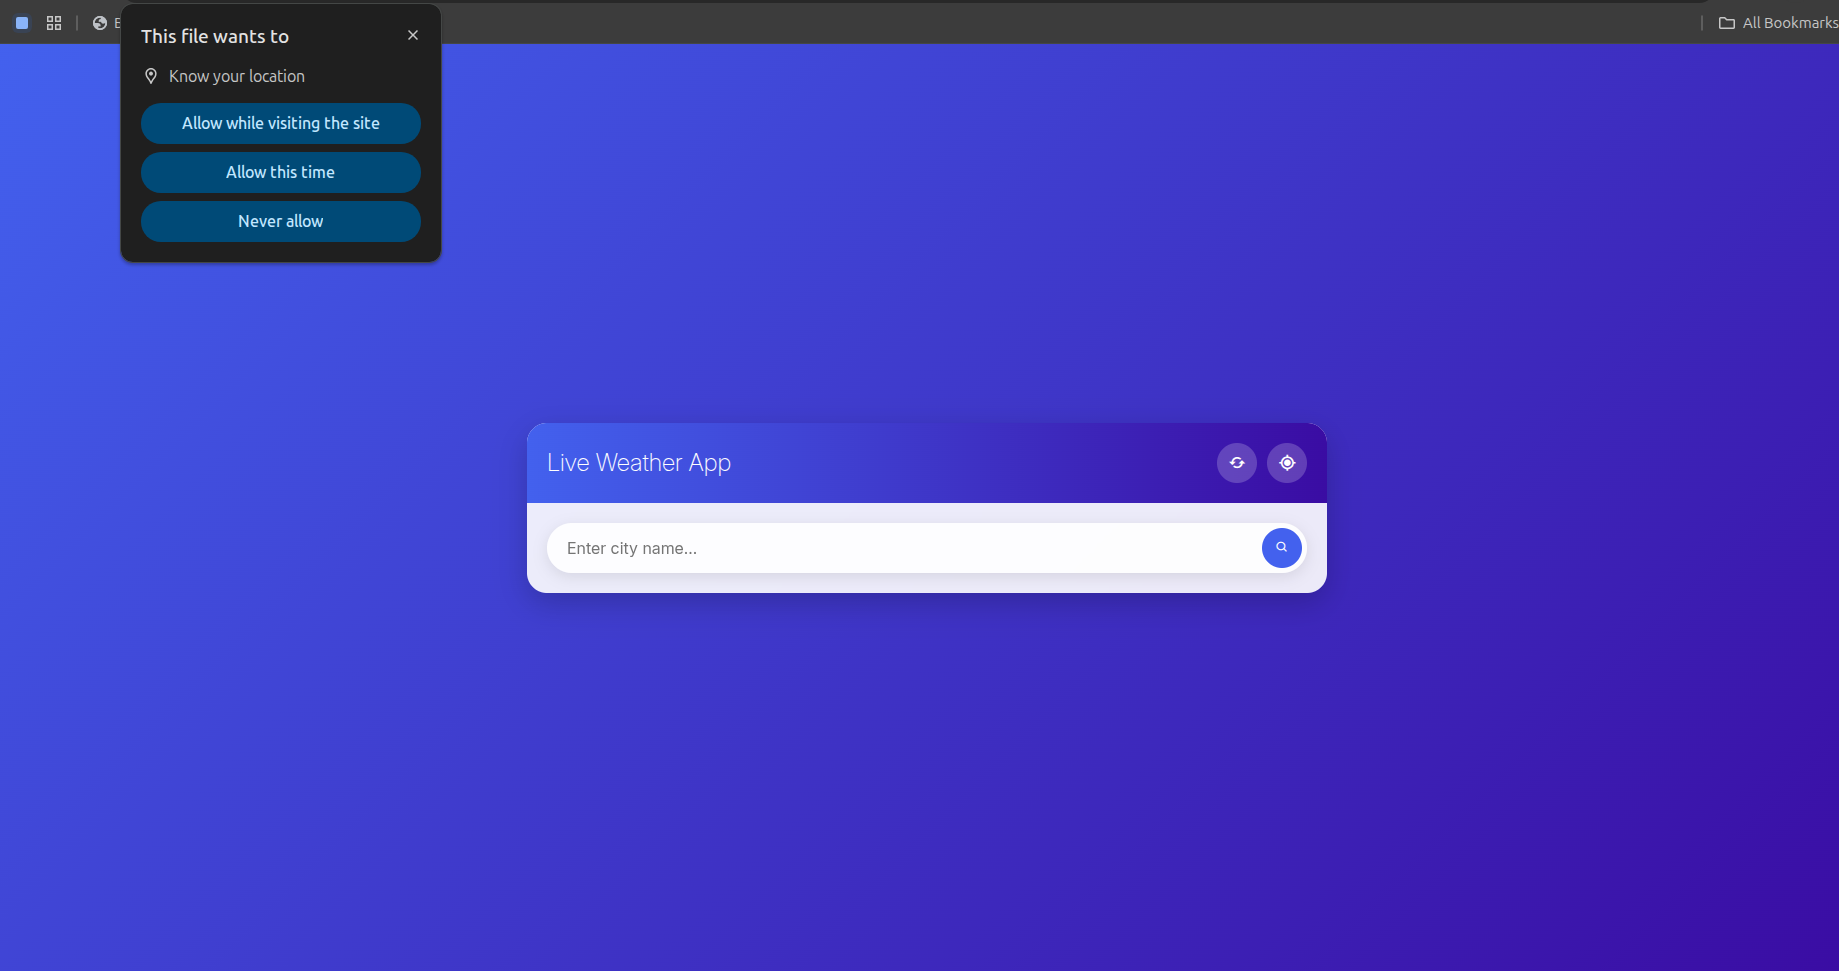 All Bookmarks
This file wants to
Know your location
Allow while visiting the site
Allow this time
Never allow
Live Weather App
Enter city name...